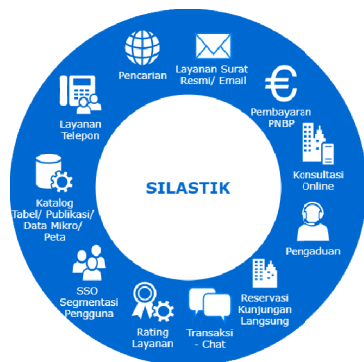 Pencarian
Layanan Surat
Resmi/ Email
Pembayaran
PNBP
Konsultasi
Online
Pengaduan
Reservasi
Kunjungan
Langsung
Transaksi
- Chat
Rating
Layanan
SSO
Segmentasi
Pengguna
Katalog
Tabel/ Publikasi/
Data Mikro/
Peta
Layanan
Telepon
SILASTIK